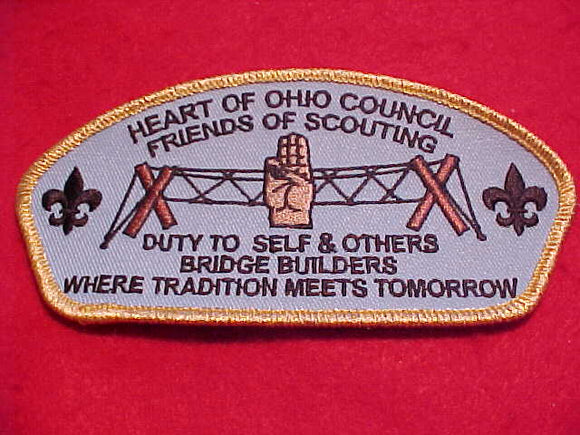 HEART OF OHIO COUNCIL
FRIENDS OF SCOUTING
DUTY TO SELF & OTHERS
BRIDGE BUILDERS
WHERE TRADITION MEETS TOMORROW